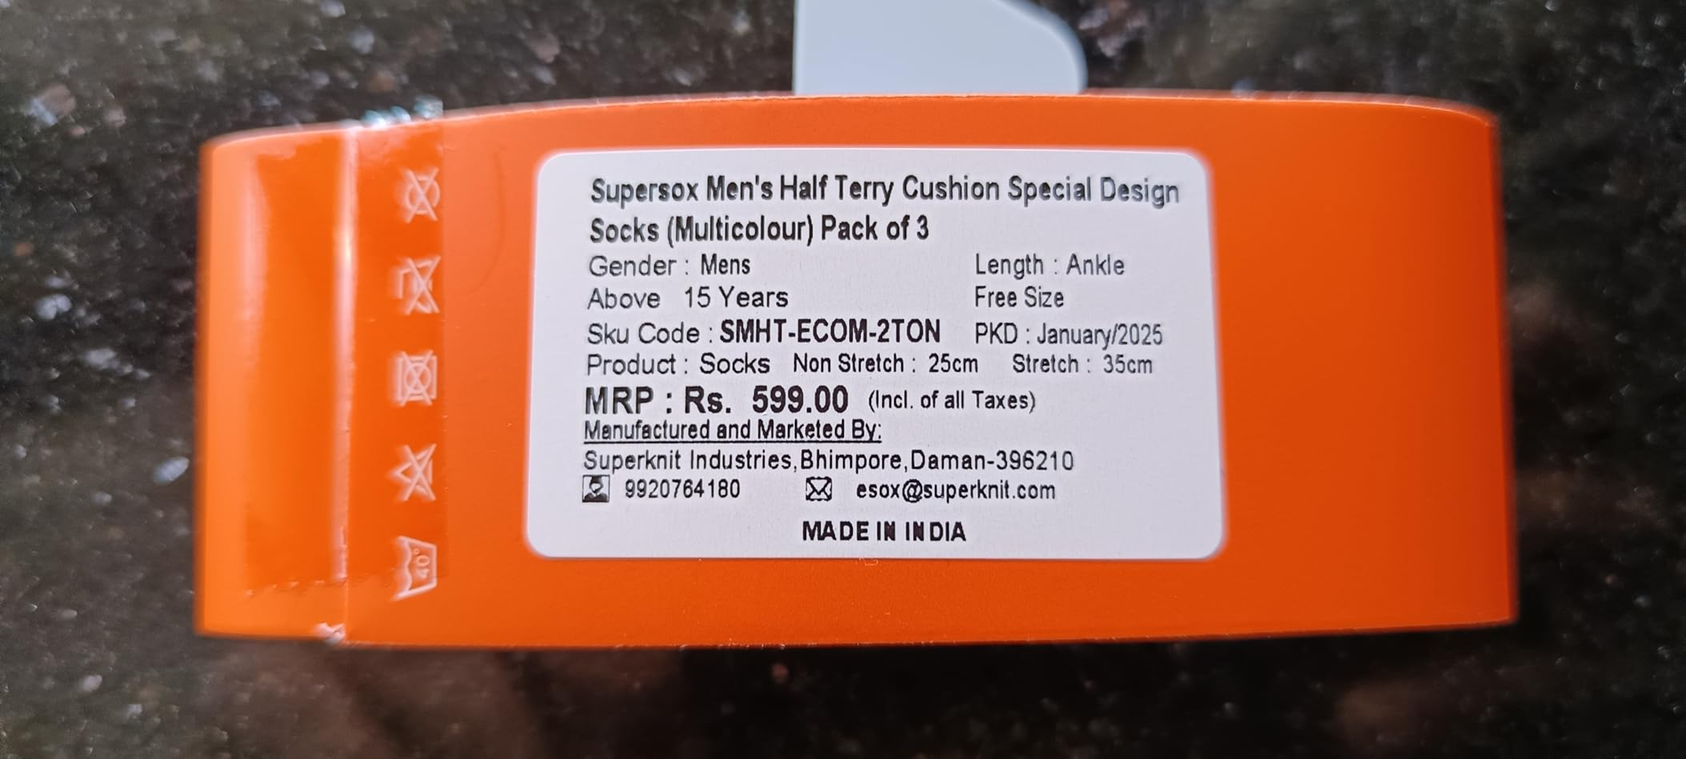 Supersox Men's Half Terry Cushion Special Design
Socks (Multicolour) Pack of 3
Gender : Mens Length : Ankle
Above 15 Years Free Size
Sku Code : SMHT-ECOM-2TON PKD : January/2025
Product : Socks Non Stretch : 25cm Stretch : 35cm
MRP : Rs. 599.00 (Incl. of all Taxes)
Manufactured and Marketed By:
Superknit Industries,Bhimpore,Daman-396210
9920764180 esox@superknit.com
MADE IN INDIA
40°